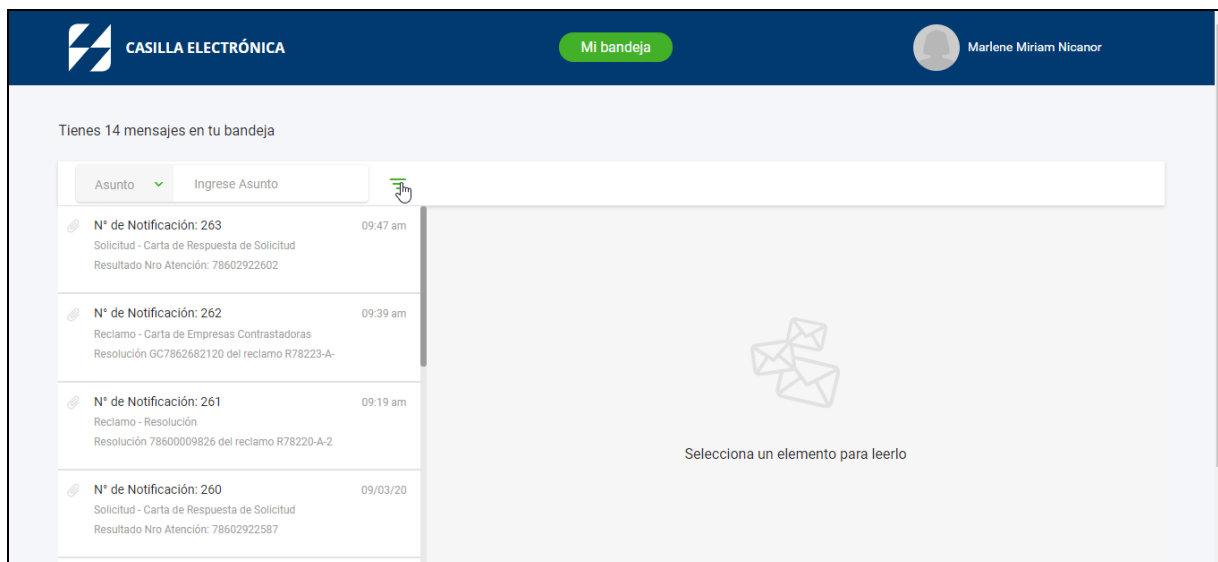 CASILLA ELECTRÓNICA
Mi bandeja
Marlene Miriam Nicanor
Tienes 14 mensajes en tu bandeja
Asunto
Ingrese Asunto
N° de Notificación: 263
09:47 am
Solicitud - Carta de Respuesta de Solicitud
Resultado Nro Atención: 78602922602
N° de Notificación: 262
09:39 am
Reclamo - Carta de Empresas Contrastadoras
Resolución GC7862682120 del reclamo R78223-A-
N° de Notificación: 261
09:19 am
Reclamo - Resolución
Resolución 78600009826 del reclamo R78220-A-2
N° de Notificación: 260
09/03/20
Solicitud - Carta de Respuesta de Solicitud
Resultado Nro Atención: 78602922587
Selecciona un elemento para leerlo